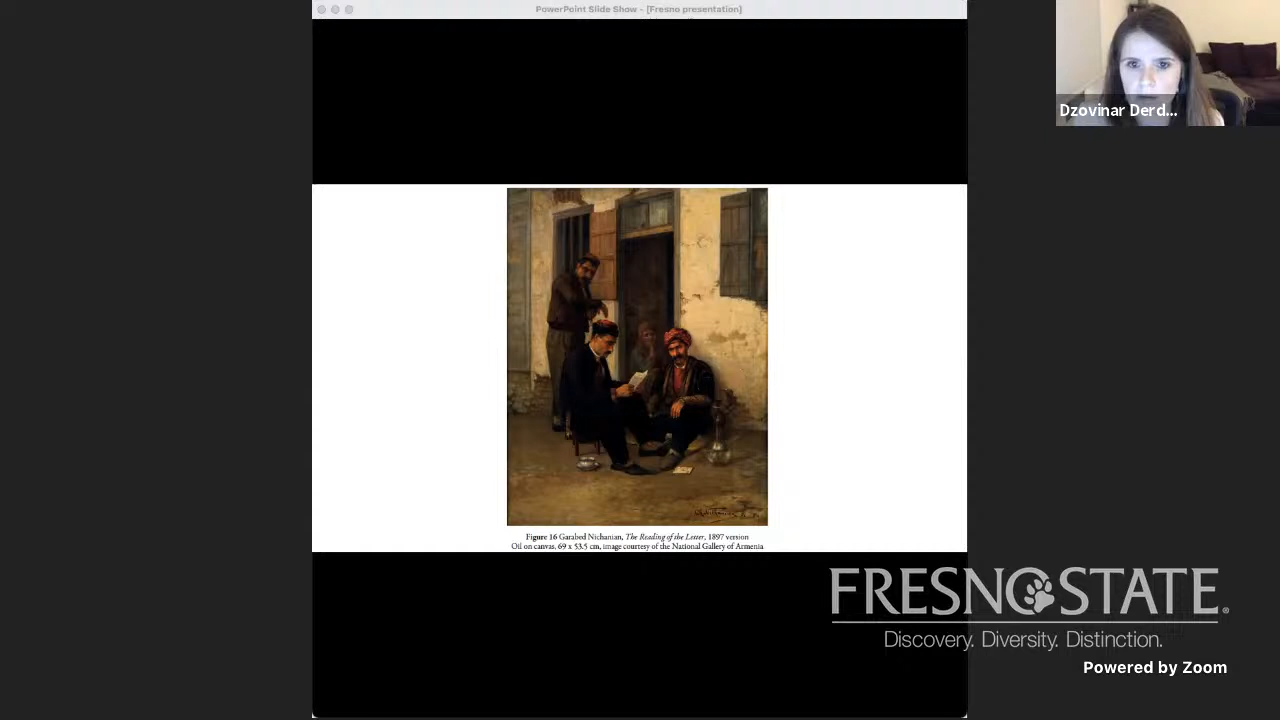 PowerPoint Slide Show - [Fresno presentation]
Dzovinar Derd...
Figure 16 Garabed Nichanian, The Reading of the Letter, 1897 version
Oil on canvas, 69 x 53.5 cm, image courtesy of the National Gallery of Armenia
FRESNO STATE®
Discovery. Diversity. Distinction.
Powered by Zoom